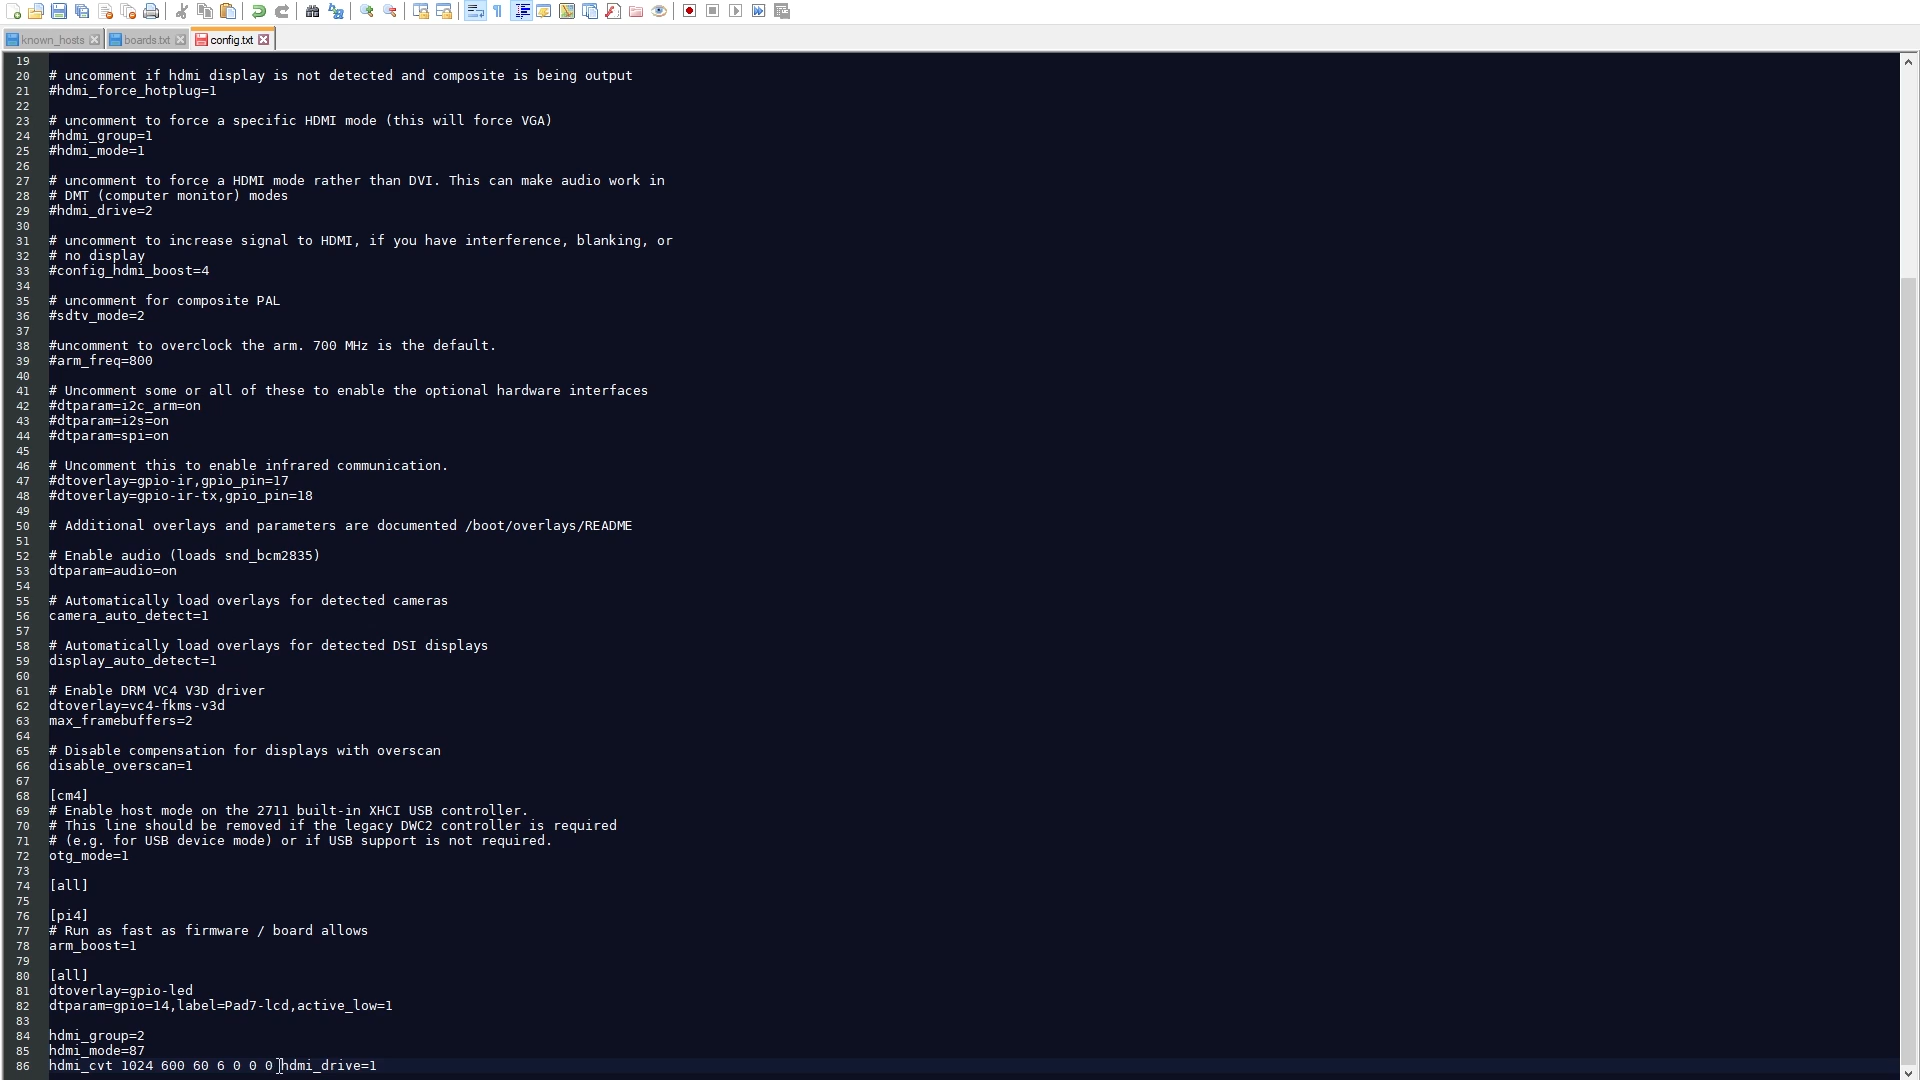 known_hosts boards.txt config.txt
19
20 # uncomment if hdmi display is not detected and composite is being output
21 #hdmi_force_hotplug=1
22
23 # uncomment to force a specific HDMI mode (this will force VGA)
24 #hdmi_group=1
25 #hdmi_mode=1
26
27 # uncomment to force a HDMI mode rather than DVI. This can make audio work in
28 # DMT (computer monitor) modes
29 #hdmi_drive=2
30
31 # uncomment to increase signal to HDMI, if you have interference, blanking, or
32 # no display
33 #config_hdmi_boost=4
34
35 # uncomment for composite PAL
36 #sdtv_mode=2
37
38 #uncomment to overclock the arm. 700 MHz is the default.
39 #arm_freq=800
40
41 # Uncomment some or all of these to enable the optional hardware interfaces
42 #dtparam=i2c_arm=on
43 #dtparam=i2s=on
44 #dtparam=spi=on
45
46 # Uncomment this to enable infrared communication.
47 #dtoverlay=gpio-ir,gpio_pin=17
48 #dtoverlay=gpio-ir-tx,gpio_pin=18
49
50 # Additional overlays and parameters are documented /boot/overlays/README
51
52 # Enable audio (loads snd_bcm2835)
53 dtparam=audio=on
54
55 # Automatically load overlays for detected cameras
56 camera_auto_detect=1
57
58 # Automatically load overlays for detected DSI displays
59 display_auto_detect=1
60
61 # Enable DRM VC4 V3D driver
62 dtoverlay=vc4-fkms-v3d
63 max_framebuffers=2
64
65 # Disable compensation for displays with overscan
66 disable_overscan=1
67
68 [cm4]
69 # Enable host mode on the 2711 built-in XHCI USB controller.
70 # This line should be removed if the legacy DWC2 controller is required
71 # (e.g. for USB device mode) or if USB support is not required.
72 otg_mode=1
73
74 [all]
75
76 [pi4]
77 # Run as fast as firmware / board allows
78 arm_boost=1
79
80 [all]
81 dtoverlay=gpio-led
82 dtparam=gpio=14,label=Pad7-lcd,active_low=1
83
84 hdmi_group=2
85 hdmi_mode=87
86 hdmi_cvt 1024 600 60 6 0 0 0 hdmi_drive=1